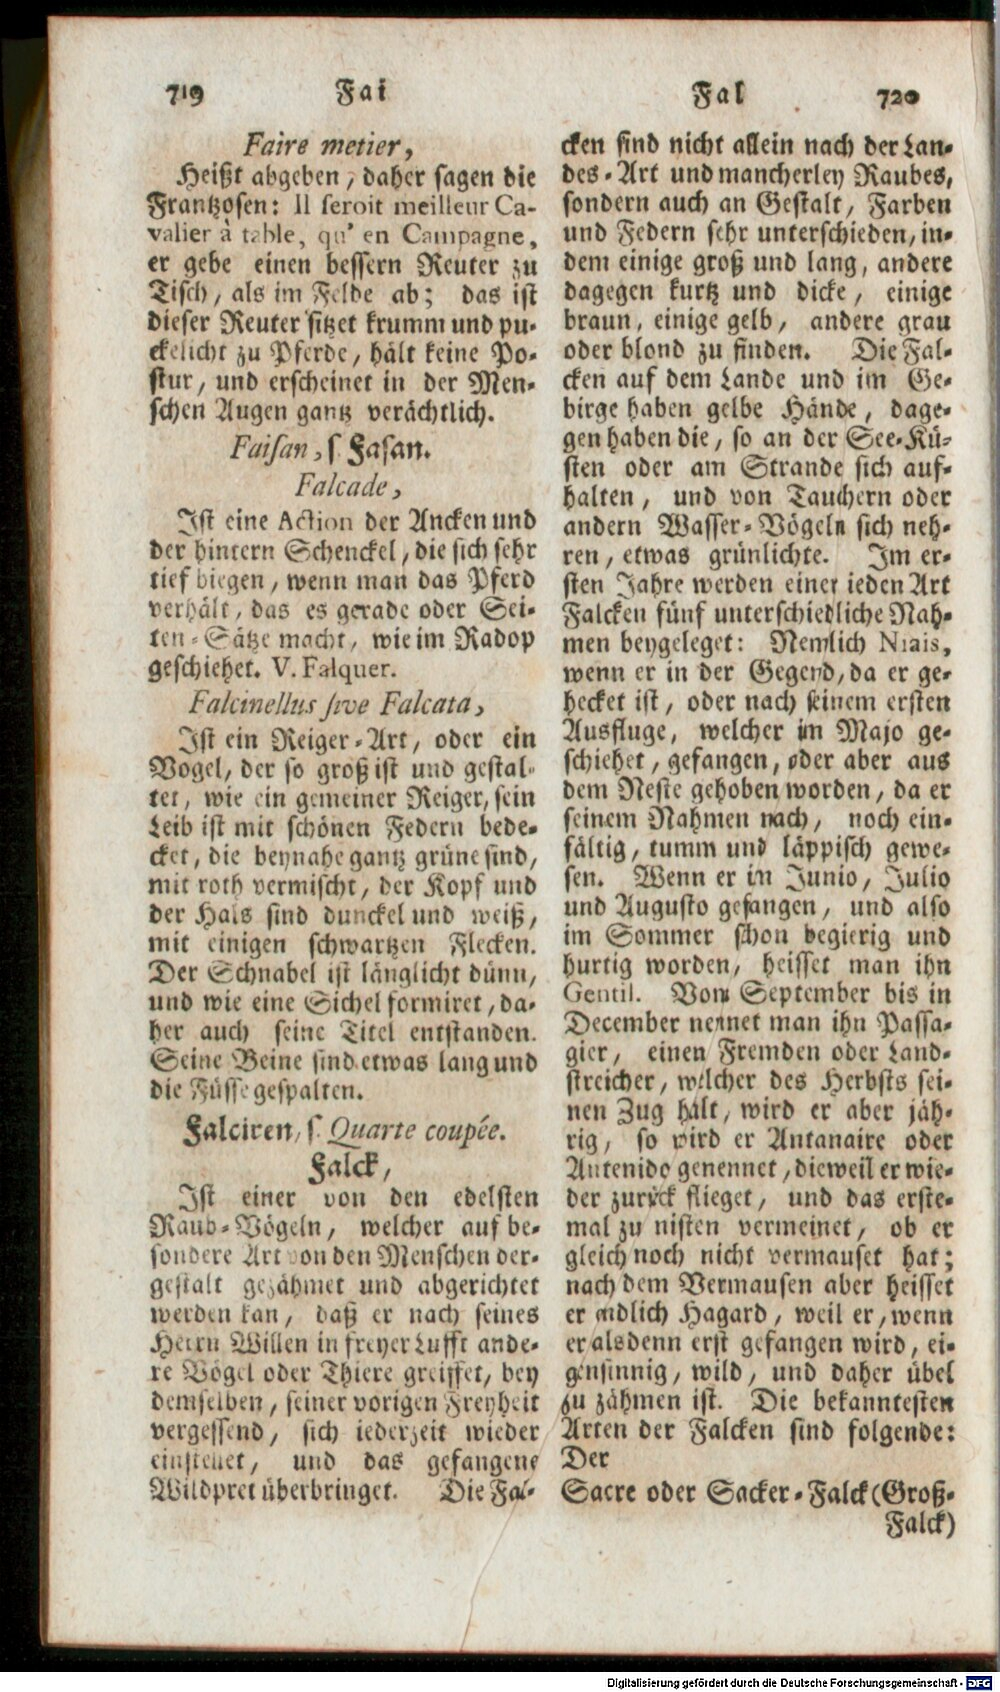 719 Fai
Faire metier,
Heißt abgeben, daher sagen die
Frantzosen: Il seroit meilleur Ca-
valier à table, qu' en Campagne,
er gebe einen bessern Reuter zu
Tisch, als im Felde ab; das ist
dieser Reuter sitzet krumm und pu-
ckelicht zu Pferde, hält keine Po-
stur, und erscheinet in der Men-
schen Augen gantz verächtlich.
Faisan, s. Fasan.
Falcade,
Ist eine Action der Ancken und
der hintern Schenckel, die sich sehr
tief biegen, wenn man das Pferd
verhält, das es gerade oder Sei-
ten-Sätze macht, wie im Radop
geschiehet. V. Falquer.
Falcinellus sive Falcata,
Ist ein Reiger-Art, oder ein
Vogel, der so groß ist und gestal-
tet, wie ein gemeiner Reiger, sein
Leib ist mit schönen Federn bede-
cket, die beynahe gantz grüne sind,
mit roth vermischt, der Kopf und
der Hals sind dunckel und weiß,
mit einigen schwartzen Flecken.
Der Schnabel ist länglicht dünn,
und wie eine Sichel formiret, da-
her auch seine Titel entstanden.
Seine Beine sind etwas lang und
die Füsse gespalten.
Falciren, s. Quarte coupée.
Falck,
Ist einer von den edelsten
Raub-Vögeln, welcher auf be-
sondere Art von den Menschen der-
gestalt gezähmet und abgerichtet
werden kan, daß er nach seines
Herrn Willen in freyer Lufft ande-
re Vögel oder Thiere greiffet, bey
demselben, seiner vorigen Freyheit
vergessend, sich iederzeit wieder
einstellet, und das gefangene
Wildpret überbringet. Die Fal-
Fal 720
cken sind nicht allein nach der Lan-
des-Art und mancherley Raubes,
sondern auch an Gestalt, Farben
und Federn sehr unterschieden, in-
dem einige groß und lang, andere
dagegen kurtz und dicke, einige
braun, einige gelb, andere grau
oder blond zu finden. Die Fal-
cken auf dem Lande und im Ge-
birge haben gelbe Hände, dage-
gen haben die, so an der See-Kü-
sten oder am Strande sich auf-
halten, und von Tauchern oder
andern Wasser-Vögeln sich neh-
ren, etwas grünlichte. Im er-
sten Jahre werden einer ieden Art
Falcken fünf unterschiedliche Nah-
men beygeleget: Nemlich Niais,
wenn er in der Gegend, da er ge-
hecket ist, oder nach seinem ersten
Ausfluge, welcher im Majo ge-
schiehet, gefangen, oder aber aus
dem Neste gehoben worden, da er
seinem Nahmen nach, noch ein-
fältig, tumm und läppisch gewe-
sen. Wenn er in Junio, Julio
und Augusto gefangen, und also
im Sommer schon begierig und
hurtig worden, heisset man ihn
Gentil. Vom September bis in
December nennet man ihn Passa-
gier, einen Fremden oder Land-
streicher, welcher des Herbsts sei-
nen Zug hält, wird er aber jäh-
rig, so wird er Antanaire oder
Antenido genennet, dieweil er wie-
der zurück flieget, und das erste-
mal zu nisten vermeinet, ob er
gleich noch nicht vermauset hat;
nach dem Vermausen aber heisset
er endlich Hagard, weil er, wenn
er alsdenn erst gefangen wird, ei-
gensinnig, wild, und daher übel
zu zähmen ist. Die bekanntesten
Arten der Falcken sind folgende:
Der
Sacre oder Sacker-Falck (Groß-
Falck)
Digitalisierung gefördert durch die Deutsche Forschungsgemeinschaft - DFG